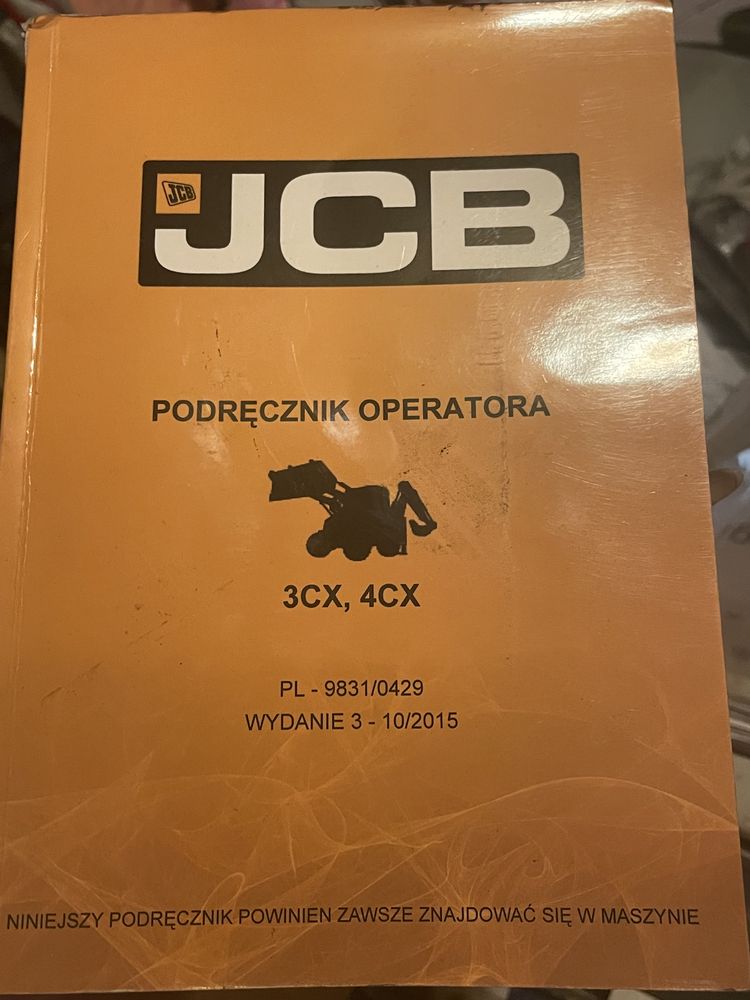 JCB
JCB
PODRĘCZNIK OPERATORA
3CX, 4CX
PL - 9831/0429
WYDANIE 3 - 10/2015
NINIEJSZY PODRĘCZNIK POWINIEN ZAWSZE ZNAJDOWAĆ SIĘ W MASZYNIE